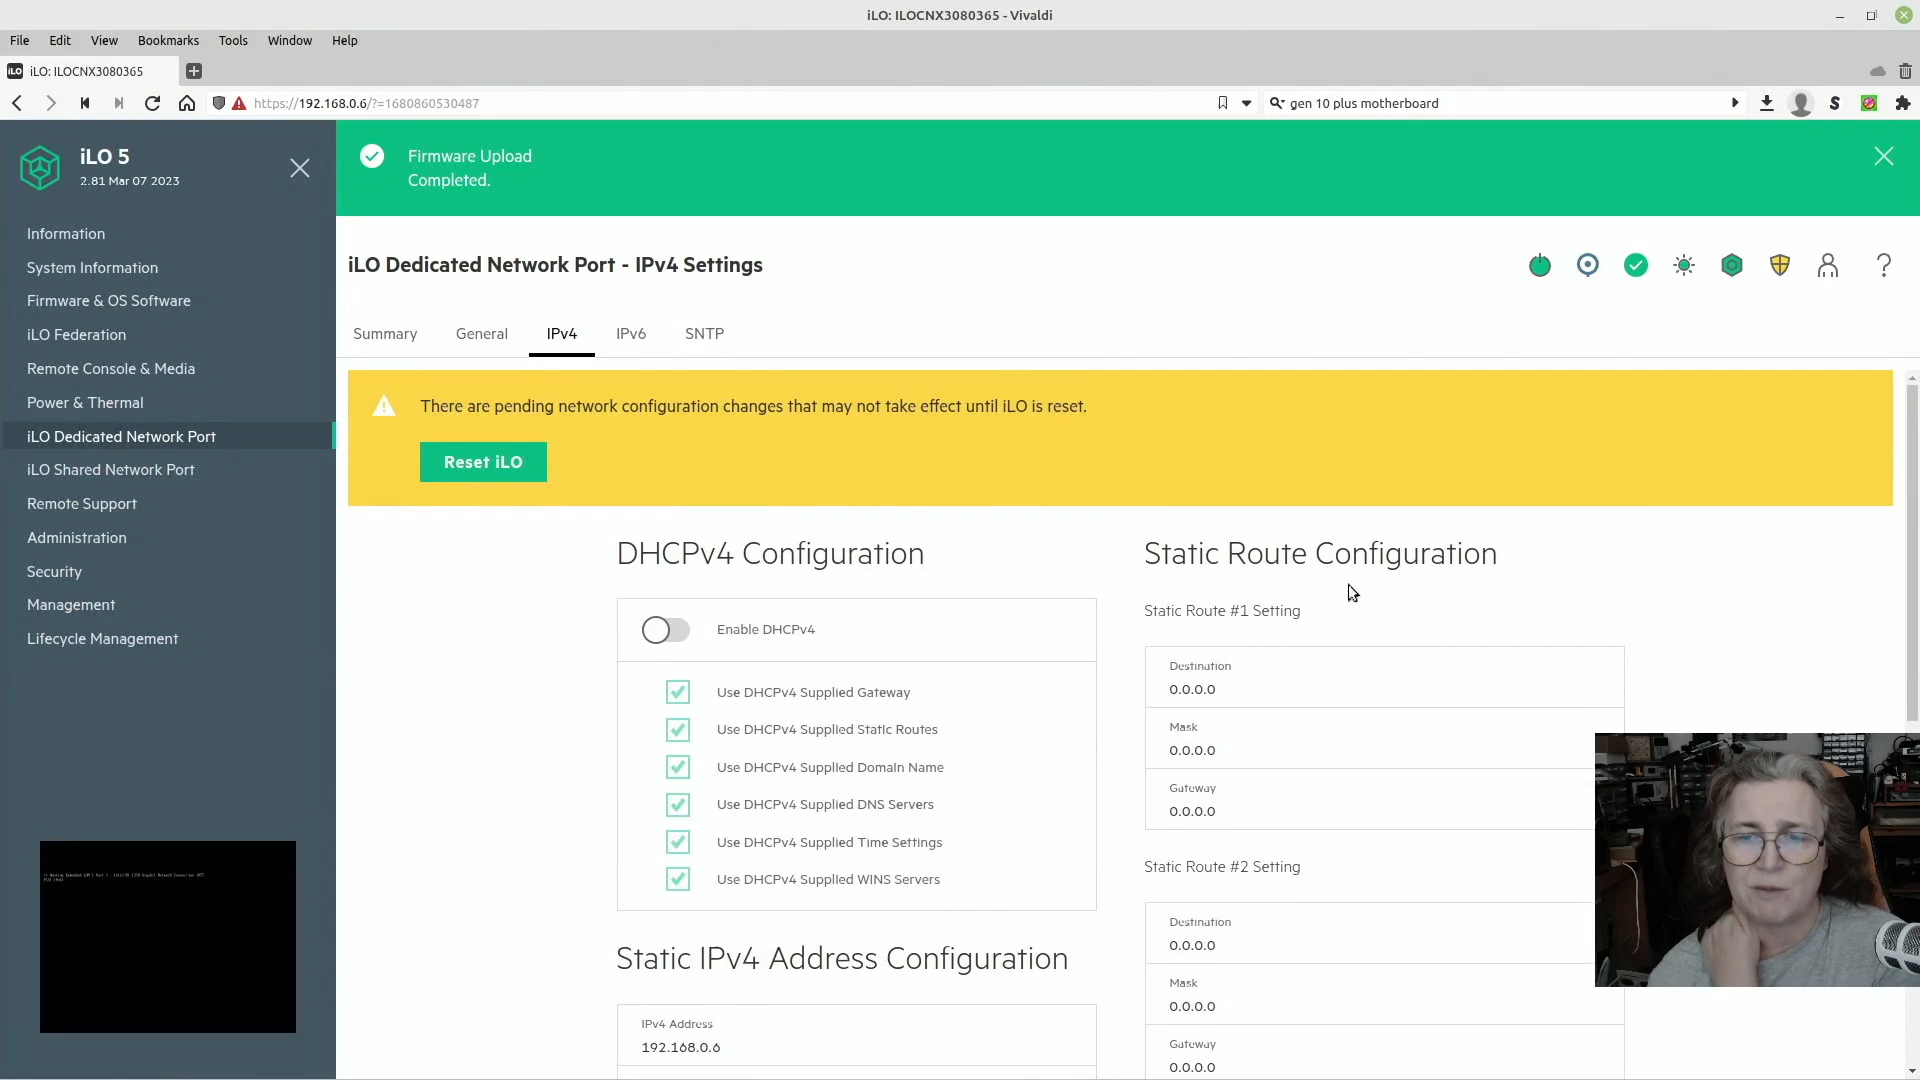 iLO: ILOCNX3080365 - Vivaldi
File Edit View Bookmarks Tools Window Help
iLO iLO: ILOCNX3080365
https://192.168.0.6/?=1680860530487
gen 10 plus motherboard
S
iLO 5
2.81 Mar 07 2023
Information
System Information
Firmware & OS Software
iLO Federation
Remote Console & Media
Power & Thermal
iLO Dedicated Network Port
iLO Shared Network Port
Remote Support
Administration
Security
Management
Lifecycle Management
Firmware Upload
Completed.
iLO Dedicated Network Port - IPv4 Settings
?
Summary General IPv4 IPv6 SNTP
There are pending network configuration changes that may not take effect until iLO is reset.
Reset iLO
DHCPv4 Configuration
Enable DHCPv4
Use DHCPv4 Supplied Gateway
Use DHCPv4 Supplied Static Routes
Use DHCPv4 Supplied Domain Name
Use DHCPv4 Supplied DNS Servers
Use DHCPv4 Supplied Time Settings
Use DHCPv4 Supplied WINS Servers
Static IPv4 Address Configuration
IPv4 Address
192.168.0.6
Static Route Configuration
Static Route #1 Setting
Destination
0.0.0.0
Mask
0.0.0.0
Gateway
0.0.0.0
Static Route #2 Setting
Destination
0.0.0.0
Mask
0.0.0.0
Gateway
0.0.0.0